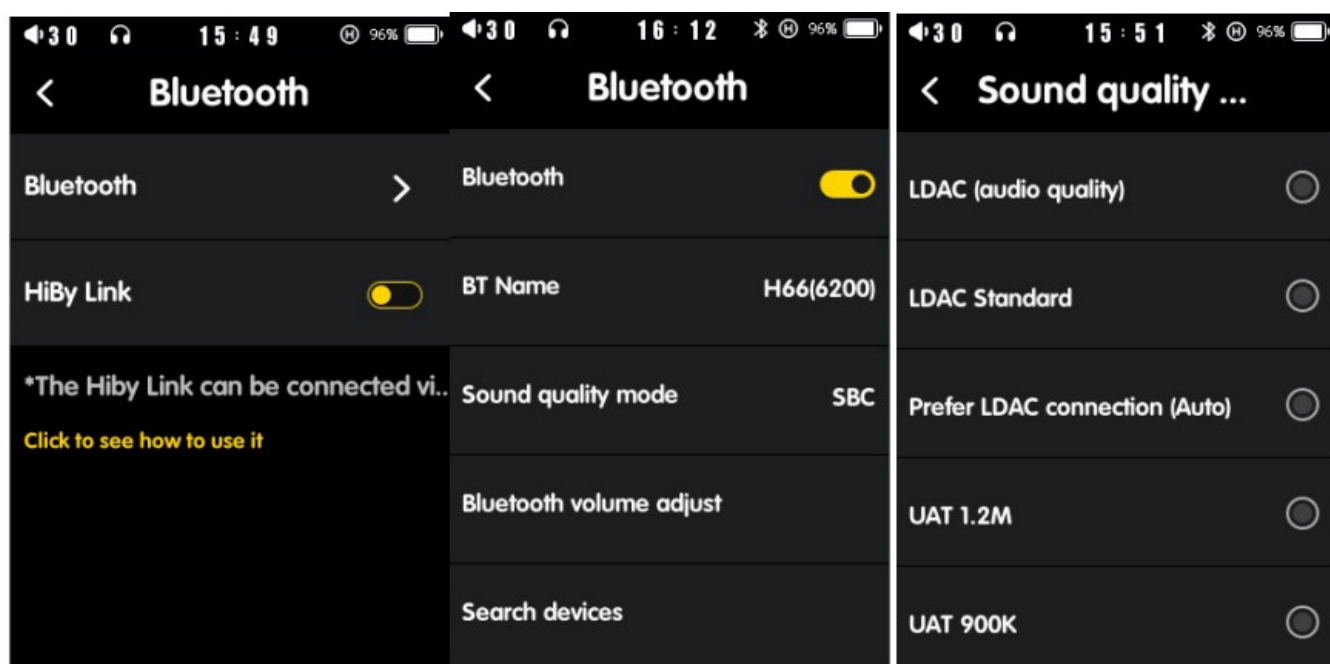 30 15:49 H 96%
Bluetooth
Bluetooth
HiBy Link
*The Hiby Link can be connected vi..
Click to see how to use it
30 16:12 H 96%
Bluetooth
Bluetooth
BT Name H66(6200)
Sound quality mode SBC
Bluetooth volume adjust
Search devices
30 15:51 H 96%
Sound quality ...
LDAC (audio quality)
LDAC Standard
Prefer LDAC connection (Auto)
UAT 1.2M
UAT 900K